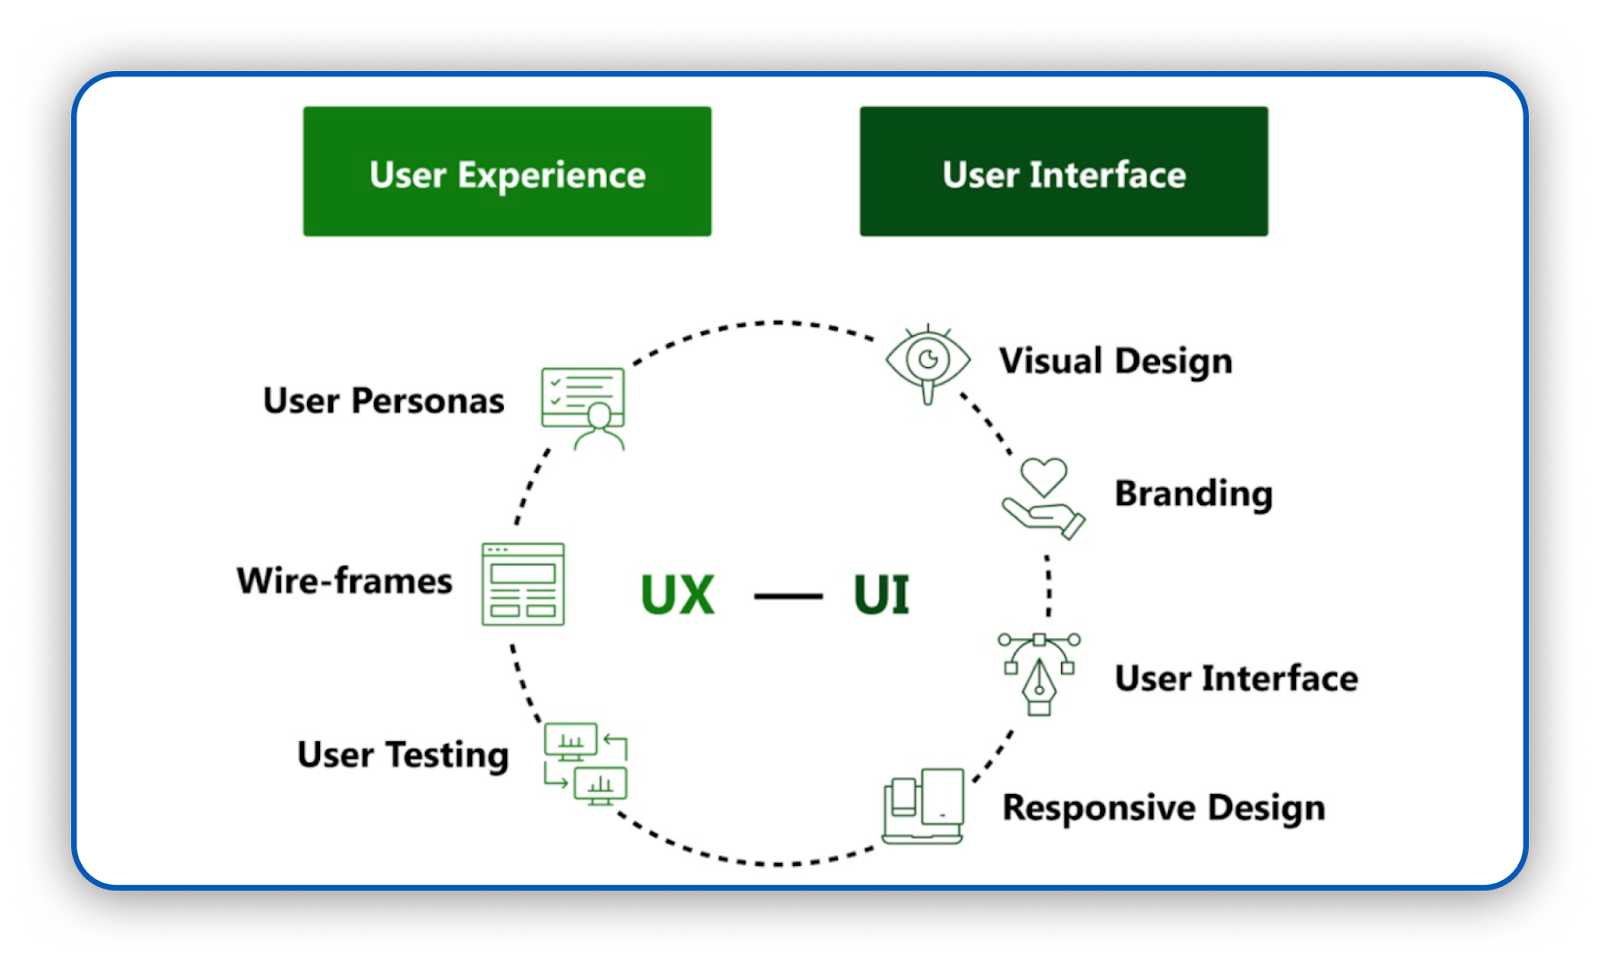 User Experience
User Interface
User Personas
Visual Design
Branding
Wire-frames
UX — UI
User Interface
User Testing
Responsive Design